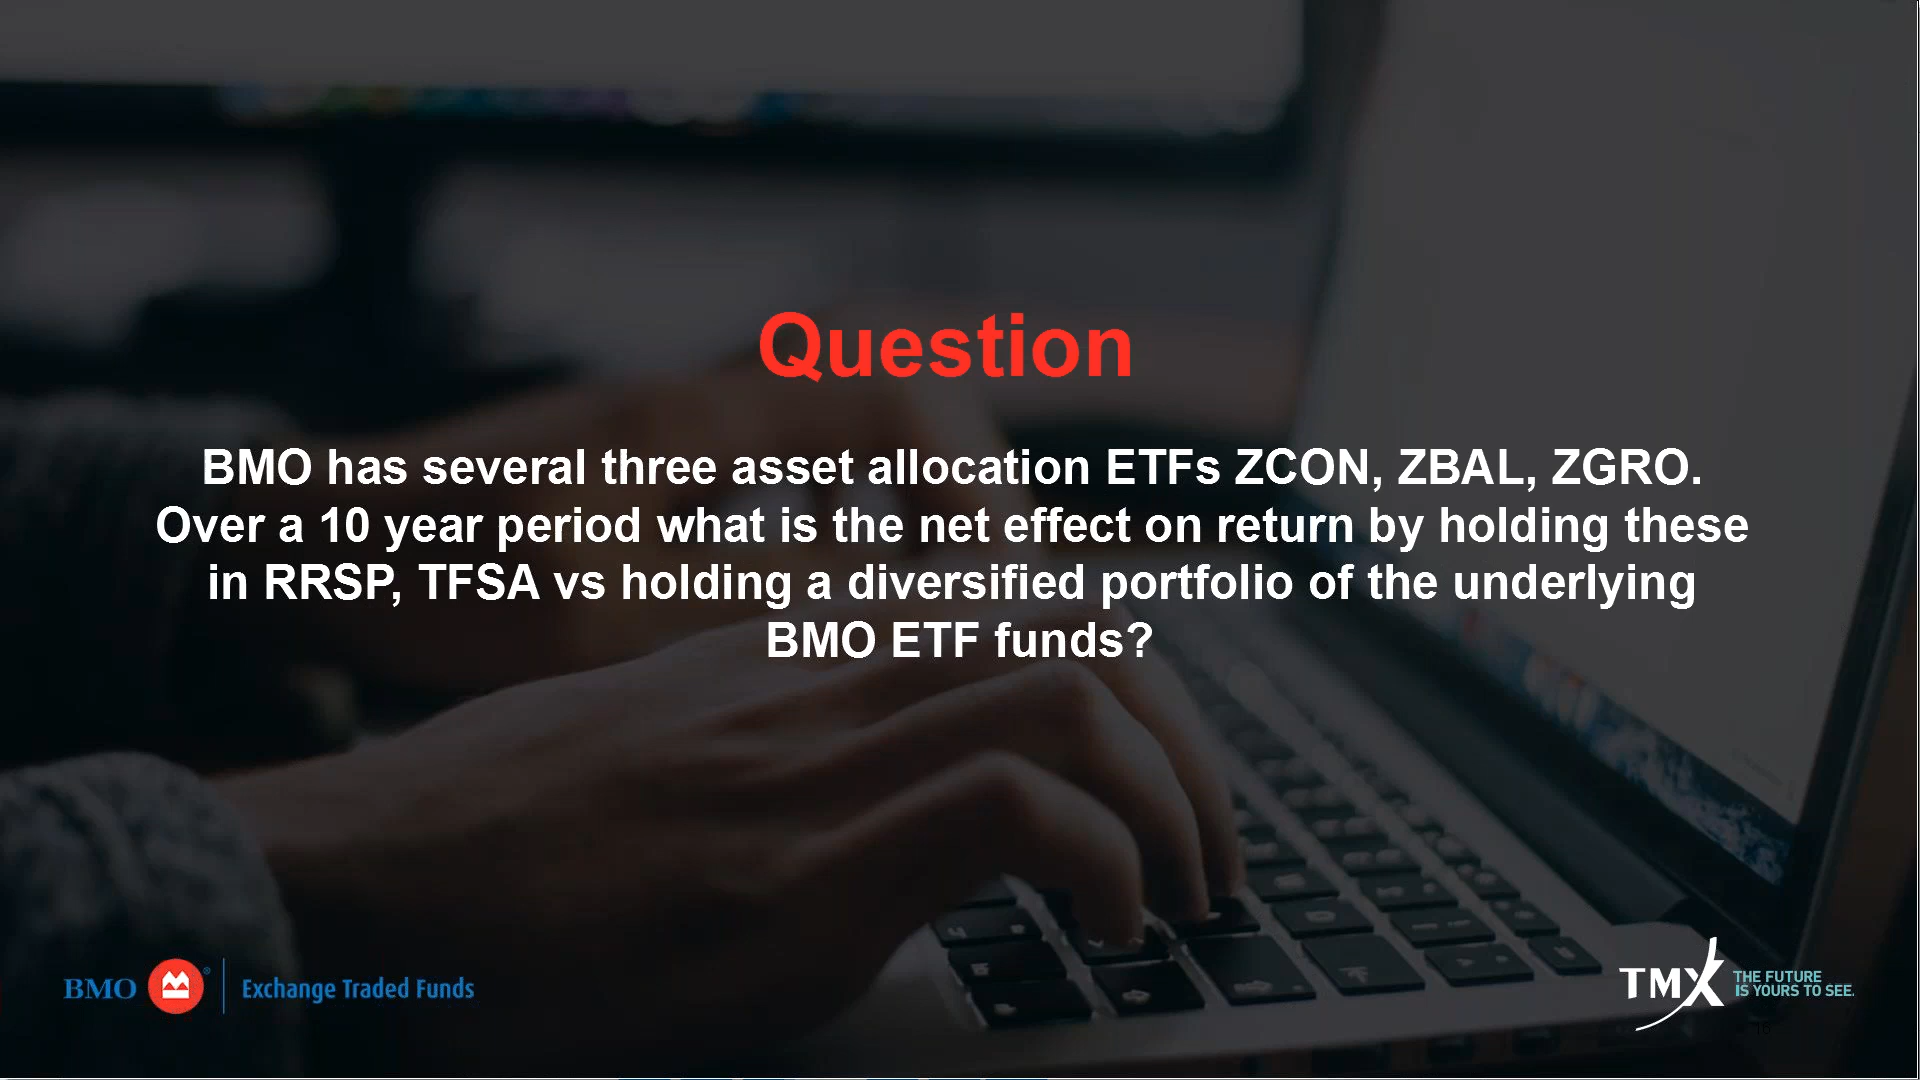 Question
BMO has several three asset allocation ETFs ZCON, ZBAL, ZGRO.
Over a 10 year period what is the net effect on return by holding these
in RRSP, TFSA vs holding a diversified portfolio of the underlying
BMO ETF funds?
BMO ® Exchange Traded Funds
TMX THE FUTURE
IS YOURS TO SEE.